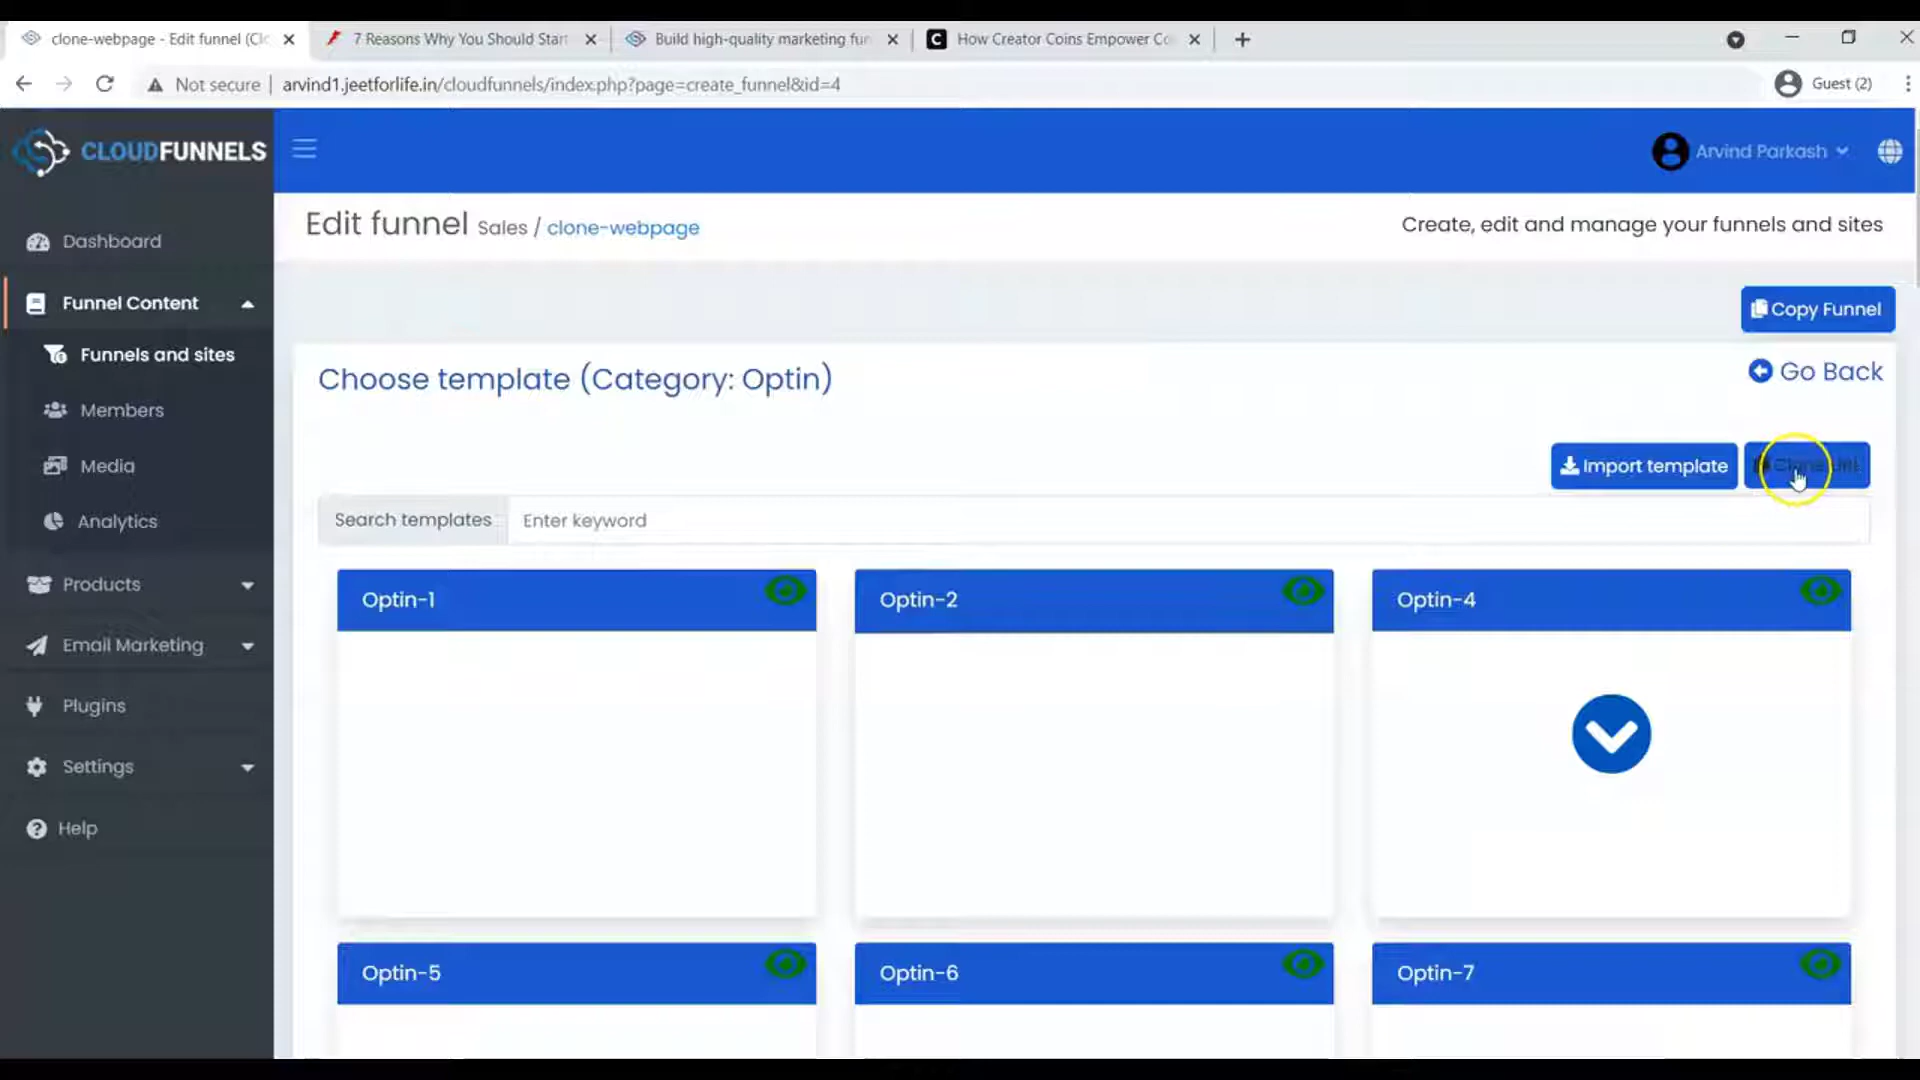 clone-webpage - Edit funnel (Clo
7 Reasons Why You Should Start
Build high-quality marketing fun
C How Creator Coins Empower Co
Not secure | arvind1.jeetforlife.in/cloudfunnels/index.php?page=create_funnel&id=4
Guest (2)
CLOUDFUNNELS
Arvind Parkash
Edit funnel Sales / clone-webpage
Create, edit and manage your funnels and sites
Dashboard
Funnel Content
Funnels and sites
Members
Media
Analytics
Products
Email Marketing
Plugins
Settings
Help
Copy Funnel
Choose template (Category: Optin)
Go Back
Import template
Search templates
Enter keyword
Optin-1
Optin-2
Optin-4
Optin-5
Optin-6
Optin-7